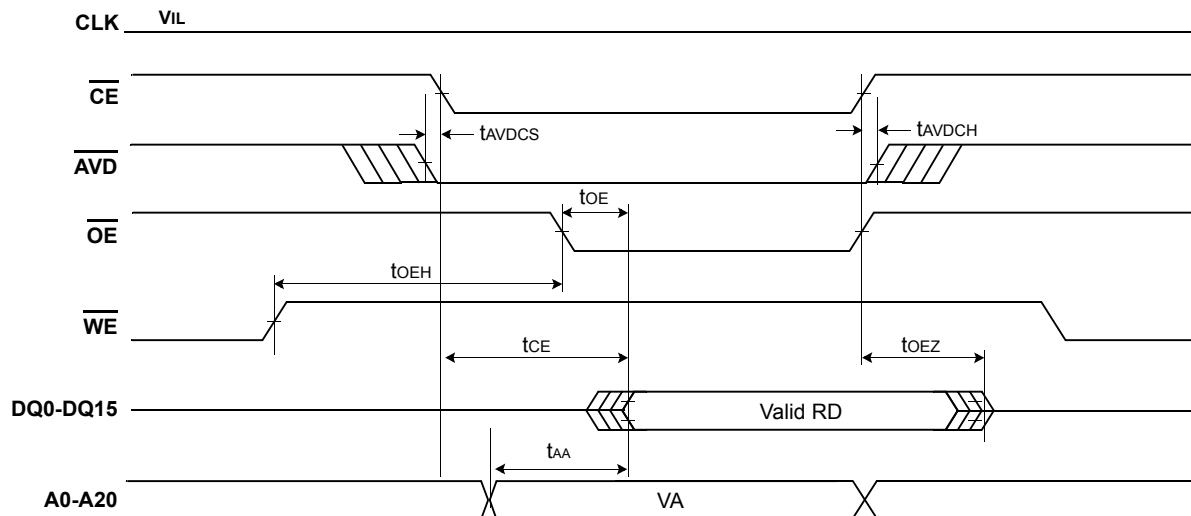 CLK VIL
CE
tAVDCS
tAVDCH
AVD
tOE
OE
tOEH
WE
tCE
tOEZ
DQ0-DQ15
Valid RD
tAA
A0-A20
VA